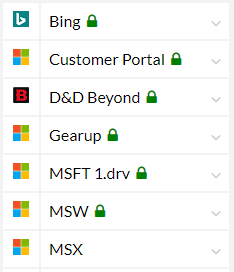 Bing
Customer Portal
D&D Beyond
Gearup
MSFT 1.drv
MSW
MSX